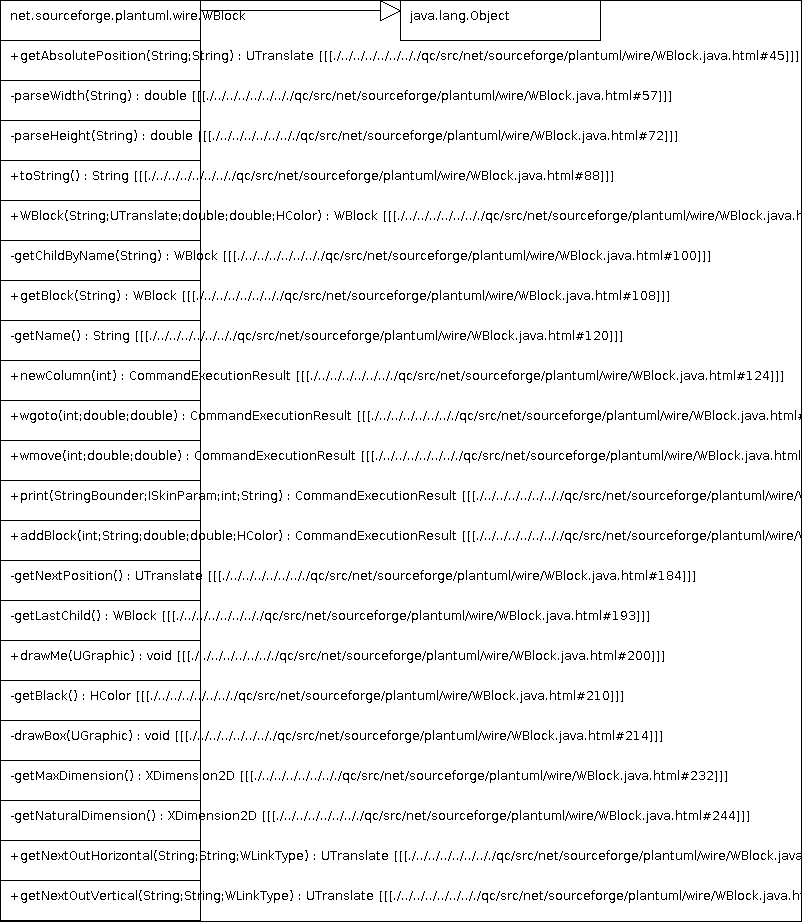 net.sourceforge.plantuml.wire.WBlock
java.lang.Object
+getAbsolutePosition(String;String) : UTranslate [[[./../../../../../../../qc/src/net/sourceforge/plantuml/wire/WBlock.java.html#45]]]
-parseWidth(String) : double [[[./../../../../../../../qc/src/net/sourceforge/plantuml/wire/WBlock.java.html#57]]]
-parseHeight(String) : double [[[./../../../../../../../qc/src/net/sourceforge/plantuml/wire/WBlock.java.html#72]]]
+toString() : String [[[./../../../../../../../qc/src/net/sourceforge/plantuml/wire/WBlock.java.html#88]]]
+WBlock(String;UTranslate;double;double;HColor) : WBlock [[[./../../../../../../../qc/src/net/sourceforge/plantuml/wire/WBlock.java.h
-getChildByName(String) : WBlock [[[./../../../../../../../qc/src/net/sourceforge/plantuml/wire/WBlock.java.html#100]]]
+getBlock(String) : WBlock [[[./../../../../../../../qc/src/net/sourceforge/plantuml/wire/WBlock.java.html#108]]]
-getName() : String [[[./../../../../../../../qc/src/net/sourceforge/plantuml/wire/WBlock.java.html#120]]]
+newColumn(int) : CommandExecutionResult [[[./../../../../../../../qc/src/net/sourceforge/plantuml/wire/WBlock.java.html#124]]]
+wgoto(int;double;double) : CommandExecutionResult [[[./../../../../../../../qc/src/net/sourceforge/plantuml/wire/WBlock.java.html#
+wmove(int;double;double) : CommandExecutionResult [[[./../../../../../../../qc/src/net/sourceforge/plantuml/wire/WBlock.java.html
+print(StringBounder;ISkinParam;int;String) : CommandExecutionResult [[[./../../../../../../../qc/src/net/sourceforge/plantuml/wire/W
+addBlock(int;String;double;double;HColor) : CommandExecutionResult [[[./../../../../../../../qc/src/net/sourceforge/plantuml/wire/W
-getNextPosition() : UTranslate [[[./../../../../../../../qc/src/net/sourceforge/plantuml/wire/WBlock.java.html#184]]]
-getLastChild() : WBlock [[[./../../../../../../../qc/src/net/sourceforge/plantuml/wire/WBlock.java.html#193]]]
+drawMe(UGraphic) : void [[[./../../../../../../../qc/src/net/sourceforge/plantuml/wire/WBlock.java.html#200]]]
-getBlack() : HColor [[[./../../../../../../../qc/src/net/sourceforge/plantuml/wire/WBlock.java.html#210]]]
-drawBox(UGraphic) : void [[[./../../../../../../../qc/src/net/sourceforge/plantuml/wire/WBlock.java.html#214]]]
-getMaxDimension() : XDimension2D [[[./../../../../../../../qc/src/net/sourceforge/plantuml/wire/WBlock.java.html#232]]]
-getNaturalDimension() : XDimension2D [[[./../../../../../../../qc/src/net/sourceforge/plantuml/wire/WBlock.java.html#244]]]
+getNextOutHorizontal(String;String;WLinkType) : UTranslate [[[./../../../../../../../qc/src/net/sourceforge/plantuml/wire/WBlock.java
+getNextOutVertical(String;String;WLinkType) : UTranslate [[[./../../../../../../../qc/src/net/sourceforge/plantuml/wire/WBlock.java.h